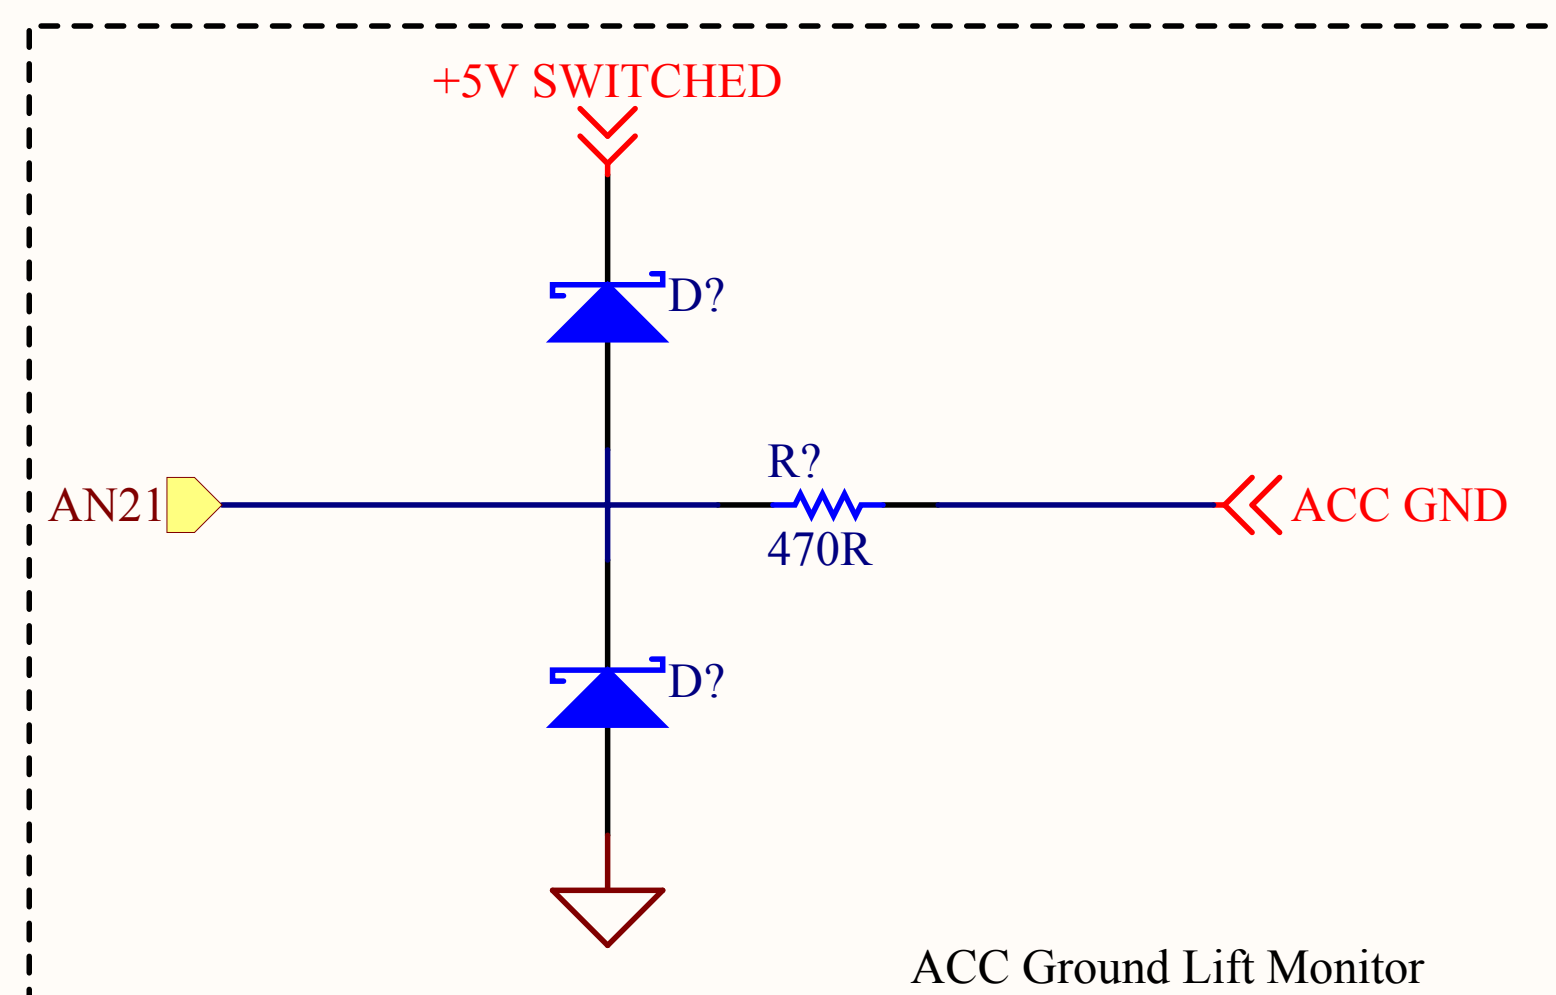 +5V SWITCHED
D?
R?
AN21
ACC GND
470R
D?
ACC Ground Lift Monitor